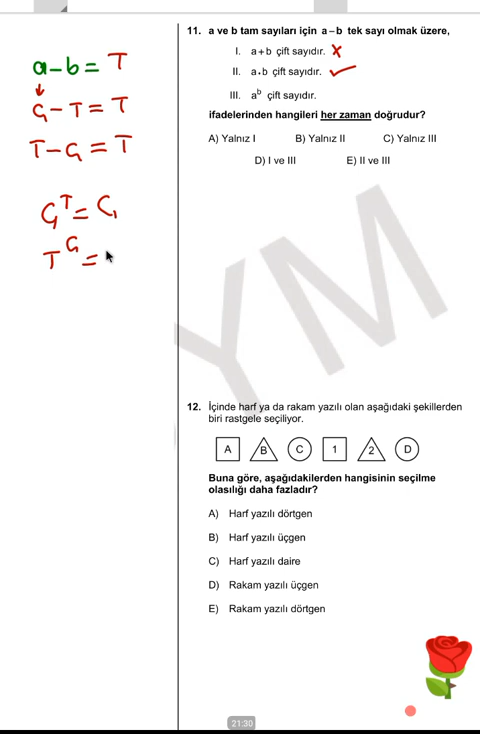 a-b = T
Ç-T = T
T-Ç = T
Ç^T = Ç
T^Ç =
11. a ve b tam sayıları için a – b tek sayı olmak üzere,
I. a + b çift sayıdır. X
II. a . b çift sayıdır. ✓
III. a^b çift sayıdır.
ifadelerinden hangileri her zaman doğrudur?
A) Yalnız I B) Yalnız II C) Yalnız III
D) I ve III E) II ve III
YM
12. İçinde harf ya da rakam yazılı olan aşağıdaki şekillerden
biri rastgele seçiliyor.
A B C 1 2 D
Buna göre, aşağıdakilerden hangisinin seçilme
olasılığı daha fazladır?
A) Harf yazılı dörtgen
B) Harf yazılı üçgen
C) Harf yazılı daire
D) Rakam yazılı üçgen
E) Rakam yazılı dörtgen
21:30